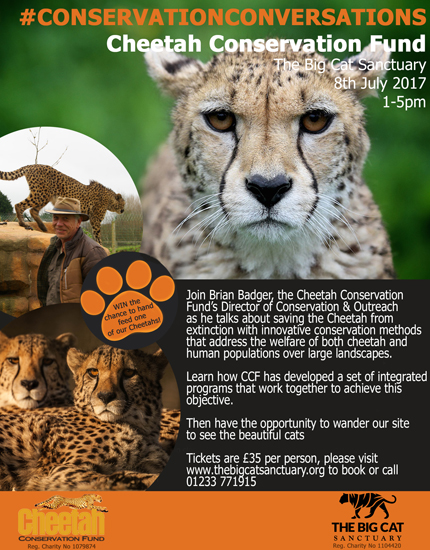 #CONSERVATIONCONVERSATIONS
Cheetah Conservation Fund
The Big Cat Sanctuary
8th July 2017
1-5pm
WIN the
chance to hand
feed one
of our Cheetahs!
Join Brian Badger, the Cheetah Conservation
Fund's Director of Conservation & Outreach
as he talks about saving the Cheetah from
extinction with innovative conservation methods
that address the welfare of both cheetah and
human populations over large landscapes.
Learn how CCF has developed a set of integrated
programs that work together to achieve this
objective.
Then have the opportunity to wander our site
to see the beautiful cats
Tickets are £35 per person, please visit
www.thebigcatsanctuary.org to book or call
01233 771915
Cheetah
CONSERVATION FUND
Reg. Charity No 1079874
THE BIG CAT
SANCTUARY
Reg. Charity No 1104420